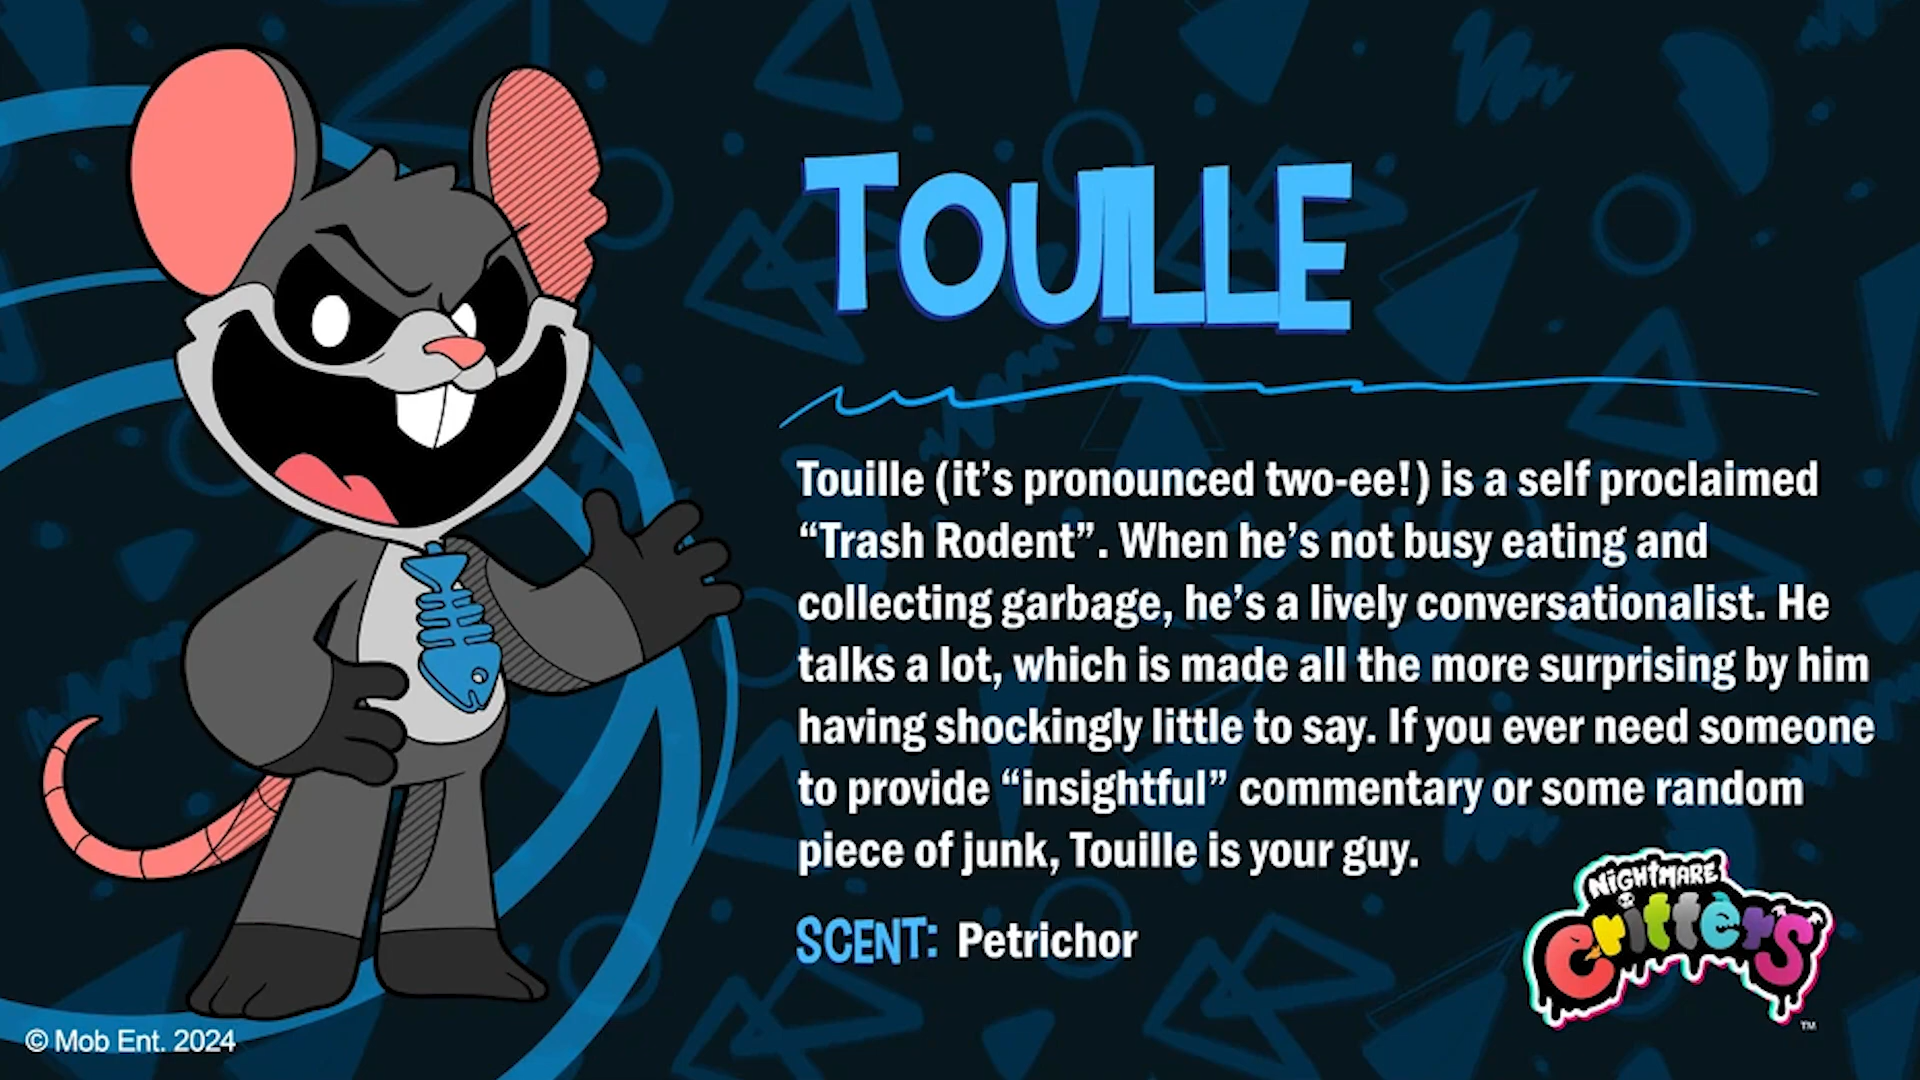 TOUILLE
Touille (it’s pronounced two-ee!) is a self proclaimed
“Trash Rodent”. When he’s not busy eating and
collecting garbage, he’s a lively conversationalist. He
talks a lot, which is made all the more surprising by him
having shockingly little to say. If you ever need someone
to provide “insightful” commentary or some random
piece of junk, Touille is your guy.
SCENT: Petrichor
NiGHTMARE
Critters
TM
© Mob Ent. 2024